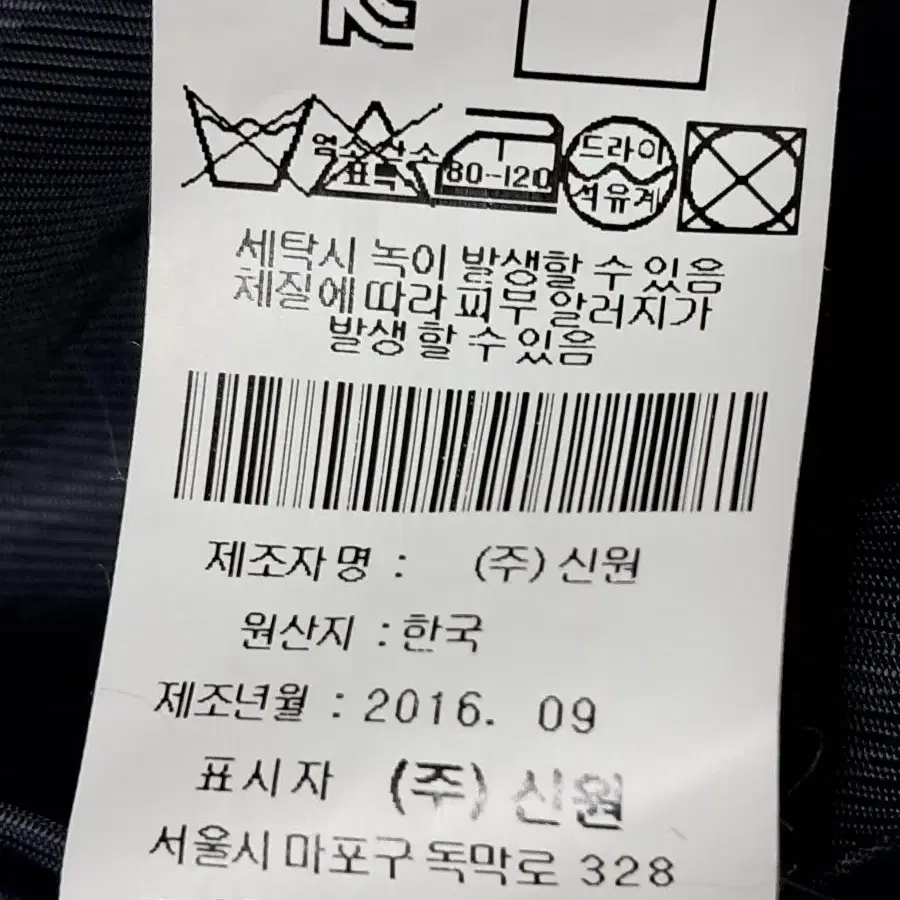 염소 산소
표백
80-120
드라이
석유계
세탁시 녹이 발생할 수 있음
체질에 따라 피부 알러지가
발생 할 수 있음
제조자명 : (주) 신원
원산지 : 한국
제조년월 : 2016. 09
표시자 (주) 신원
서울시 마포구 독막로 328